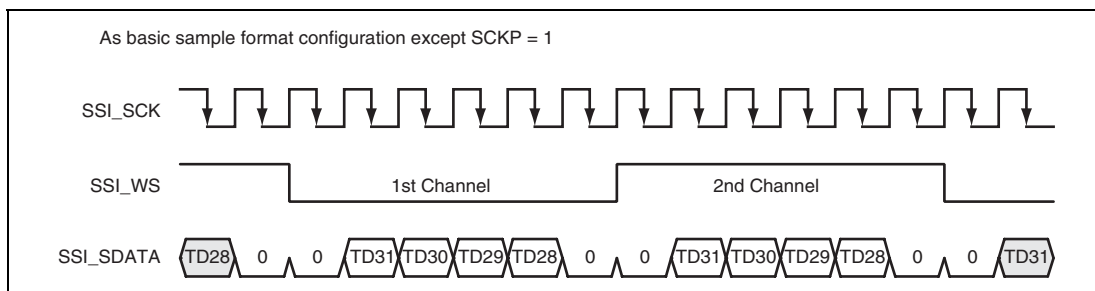 As basic sample format configuration except SCKP = 1
SSI_SCK
SSI_WS 1st Channel 2nd Channel
SSI_SDATA TD28 0 0 TD31 TD30 TD29 TD28 0 0 TD31 TD30 TD29 TD28 0 0 TD31